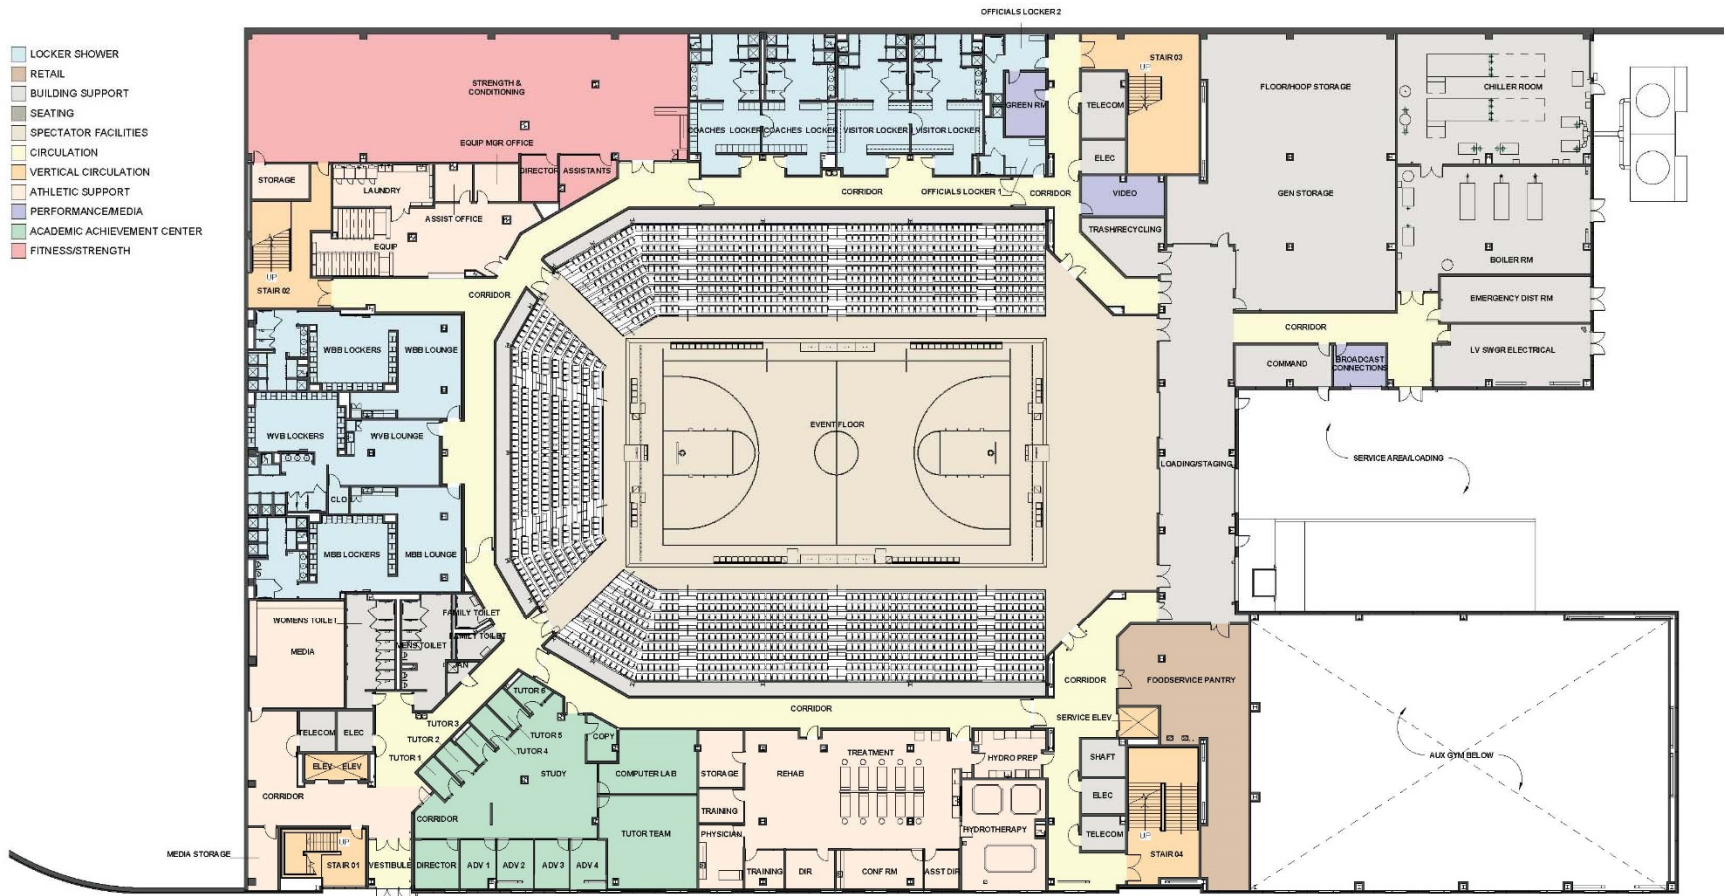 OFFICIALS LOCKER 2
LOCKER SHOWER
RETAIL
BUILDING SUPPORT
SEATING
SPECTATOR FACILITIES
CIRCULATION
VERTICAL CIRCULATION
ATHLETIC SUPPORT
PERFORMANCE/MEDIA
ACADEMIC ACHIEVEMENT CENTER
FITNESS/STRENGTH
STRENGTH &
CONDITIONING
EQUIP MGR OFFICE
DIRECTOR
ASSISTANTS
COACHES LOCKER
COACHES LOCKER
VISITOR LOCKER
VISITOR LOCKER
GREEN RM
TELECOM
UP
STAIR 03
ELEC
VIDEO
TRASH/RECYCLING
FLOOR/HOOP STORAGE
GEN STORAGE
CHILLER ROOM
BOILER RM
EMERGENCY DIST RM
LV SWGR ELECTRICAL
CORRIDOR
COMMAND
BROADCAST
CONNECTIONS
STORAGE
LAUNDRY
ASSIST OFFICE
EQUIP
UP
STAIR 02
CORRIDOR
CORRIDOR
OFFICIALS LOCKER 1
CORRIDOR
WBB LOCKERS
WBB LOUNGE
WVB LOCKERS
WVB LOUNGE
CLO
MBB LOCKERS
MBB LOUNGE
EVENT FLOOR
LOADING/STAGING
SERVICE AREA/LOADING
WOMENS TOILET
MENS TOILET
FAMILY TOILET
FAMILY TOILET
JAN
MEDIA
TELECOM
ELEC
ELEV
ELEV
CORRIDOR
MEDIA STORAGE
UP
STAIR 01
VESTIBULE
TUTOR 1
TUTOR 2
TUTOR 3
TUTOR 4
TUTOR 5
TUTOR 6
COPY
STUDY
CORRIDOR
COMPUTER LAB
TUTOR TEAM
DIRECTOR
ADV 1
ADV 2
ADV 3
ADV 4
CORRIDOR
STORAGE
REHAB
TREATMENT
HYDRO PREP
TRAINING
PHYSICIAN
HYDROTHERAPY
TRAINING
DIR.
CONF RM
ASST DIR
CORRIDOR
SERVICE ELEV
FOODSERVICE PANTRY
SHAFT
ELEC
TELECOM
UP
STAIR 04
AUX GYM BELOW